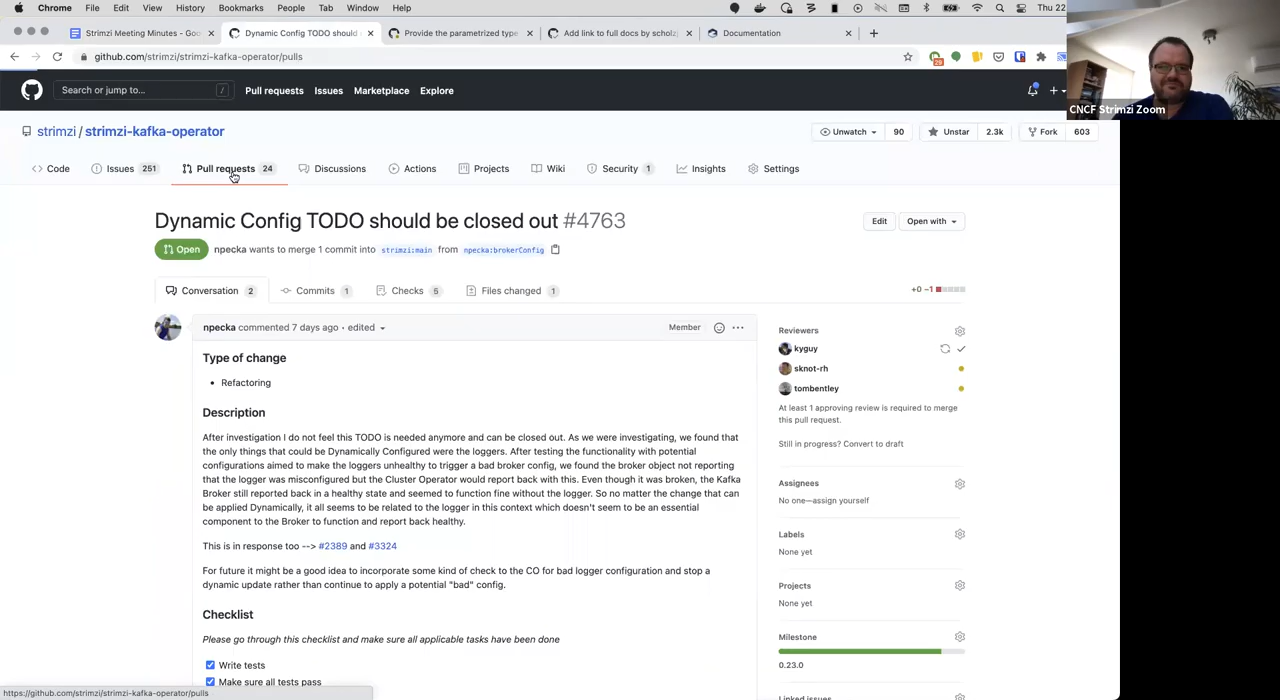 Chrome File Edit View History Bookmarks People Tab Window Help Thu 22
Strimzi Meeting Minutes - Goo
Dynamic Config TODO should
Provide the parametrized type
Add link to full docs by scholz
Documentation
github.com/strimzi/strimzi-kafka-operator/pulls
Search or jump to... /
Pull requests Issues Marketplace Explore
CNCF Strimzi Zoom
strimzi / strimzi-kafka-operator
Unwatch 90 Unstar 2.3k Fork 603
Code Issues 251 Pull requests 24 Discussions Actions Projects Wiki Security 1 Insights Settings
Dynamic Config TODO should be closed out #4763
Edit Open with
Open npecka wants to merge 1 commit into strimzi:main from npecka:brokerConfig
Conversation 2 Commits 1 Checks 5 Files changed 1
+0 −1
npecka commented 7 days ago • edited Member
Type of change
• Refactoring
Description
After investigation I do not feel this TODO is needed anymore and can be closed out. As we were investigating, we found that
the only things that could be Dynamically Configured were the loggers. After testing the functionality with potential
configurations aimed to make the loggers unhealthy to trigger a bad broker config, we found the broker object not reporting
that the logger was misconfigured but the Cluster Operator would report back with this. Even though it was broken, the Kafka
Broker still reported back in a healthy state and seemed to function fine without the logger. So no matter the change that can
be applied Dynamically, it all seems to be related to the logger in this context which doesn't seem to be an essential
component to the Broker to function and report back healthy.
This is in response too --> #2389 and #3324
For future it might be a good idea to incorporate some kind of check to the CO for bad logger configuration and stop a
dynamic update rather than continue to apply a potential "bad" config.
Checklist
Please go through this checklist and make sure all applicable tasks have been done
Write tests
Make sure all tests pass
Reviewers
kyguy
sknot-rh
tombentley
At least 1 approving review is required to merge
this pull request.
Still in progress? Convert to draft
Assignees
No one—assign yourself
Labels
None yet
Projects
None yet
Milestone
0.23.0
Linked issues
https://github.com/strimzi/strimzi-kafka-operator/pulls